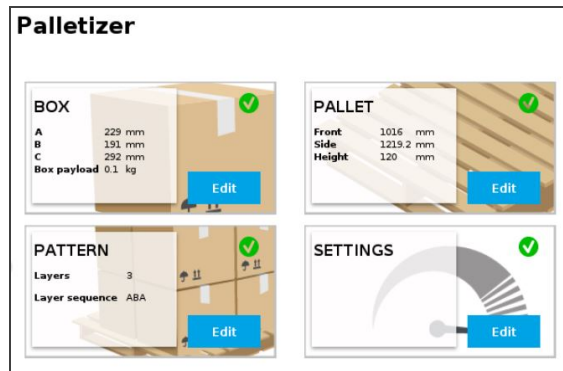 Palletizer
BOX
A 229 mm
B 191 mm
C 292 mm
Box payload 0.1 kg
Edit
PALLET
Front 1016 mm
Side 1219.2 mm
Height 120 mm
Edit
PATTERN
Layers 3
Layer sequence ABA
Edit
SETTINGS
Edit